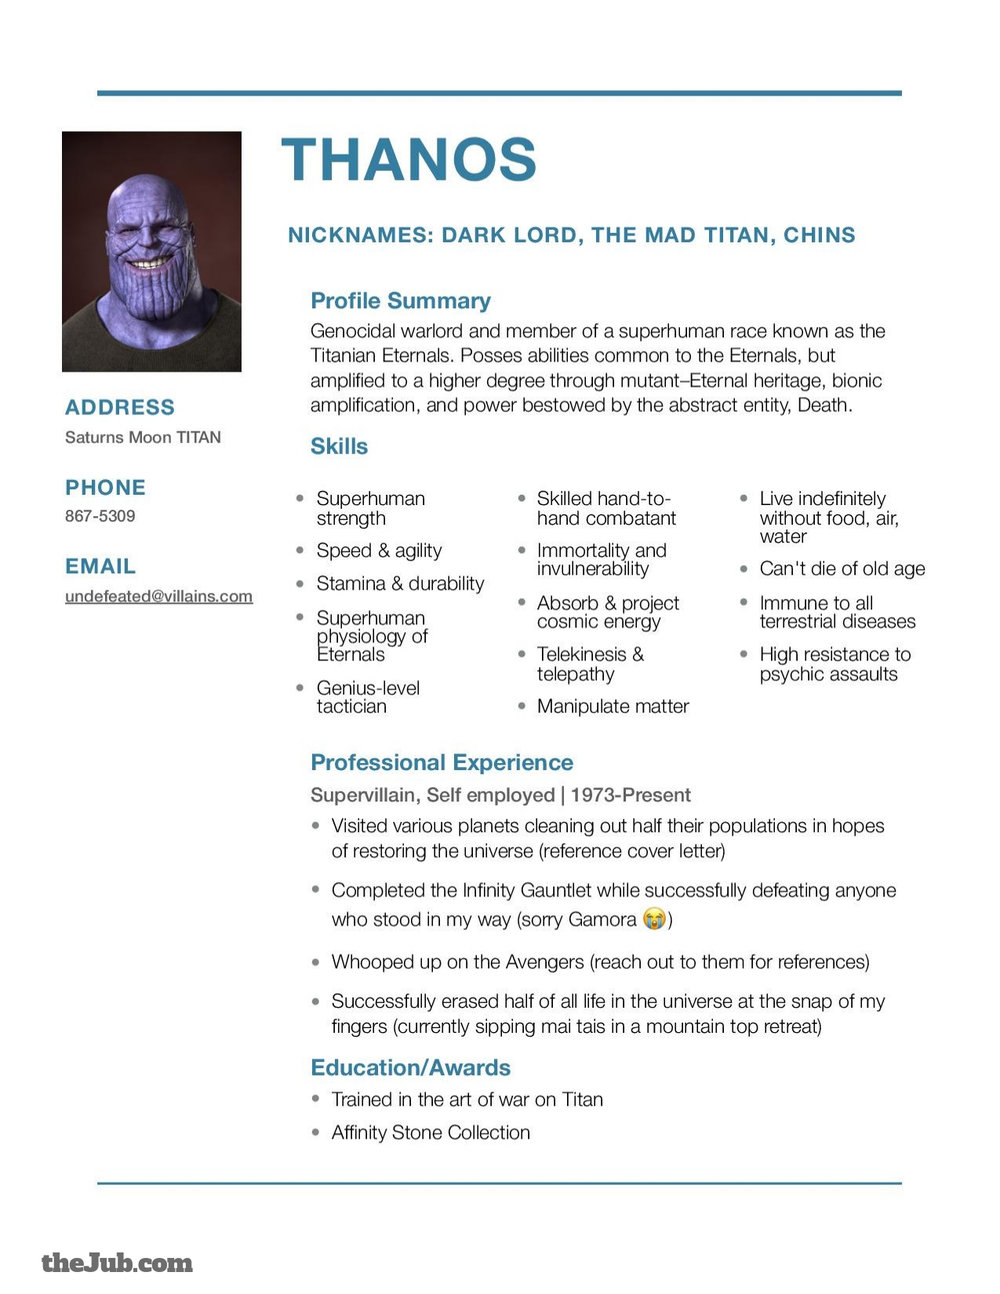 THANOS
NICKNAMES: DARK LORD, THE MAD TITAN, CHINS
ADDRESS
Saturns Moon TITAN
PHONE
867-5309
EMAIL
undefeated@villains.com
Profile Summary
Genocidal warlord and member of a superhuman race known as the
Titanian Eternals. Posses abilities common to the Eternals, but
amplified to a higher degree through mutant–Eternal heritage, bionic
amplification, and power bestowed by the abstract entity, Death.
Skills
• Superhuman
strength
• Speed & agility
• Stamina & durability
• Superhuman
physiology of
Eternals
• Genius-level
tactician
• Skilled hand-to-
hand combatant
• Immortality and
invulnerability
• Absorb & project
cosmic energy
• Telekinesis &
telepathy
• Manipulate matter
• Live indefinitely
without food, air,
water
• Can't die of old age
• Immune to all
terrestrial diseases
• High resistance to
psychic assaults
Professional Experience
Supervillain, Self employed | 1973-Present
• Visited various planets cleaning out half their populations in hopes
of restoring the universe (reference cover letter)
• Completed the Infinity Gauntlet while successfully defeating anyone
who stood in my way (sorry Gamora 😭)
• Whooped up on the Avengers (reach out to them for references)
• Successfully erased half of all life in the universe at the snap of my
fingers (currently sipping mai tais in a mountain top retreat)
Education/Awards
• Trained in the art of war on Titan
• Affinity Stone Collection
theJub.com